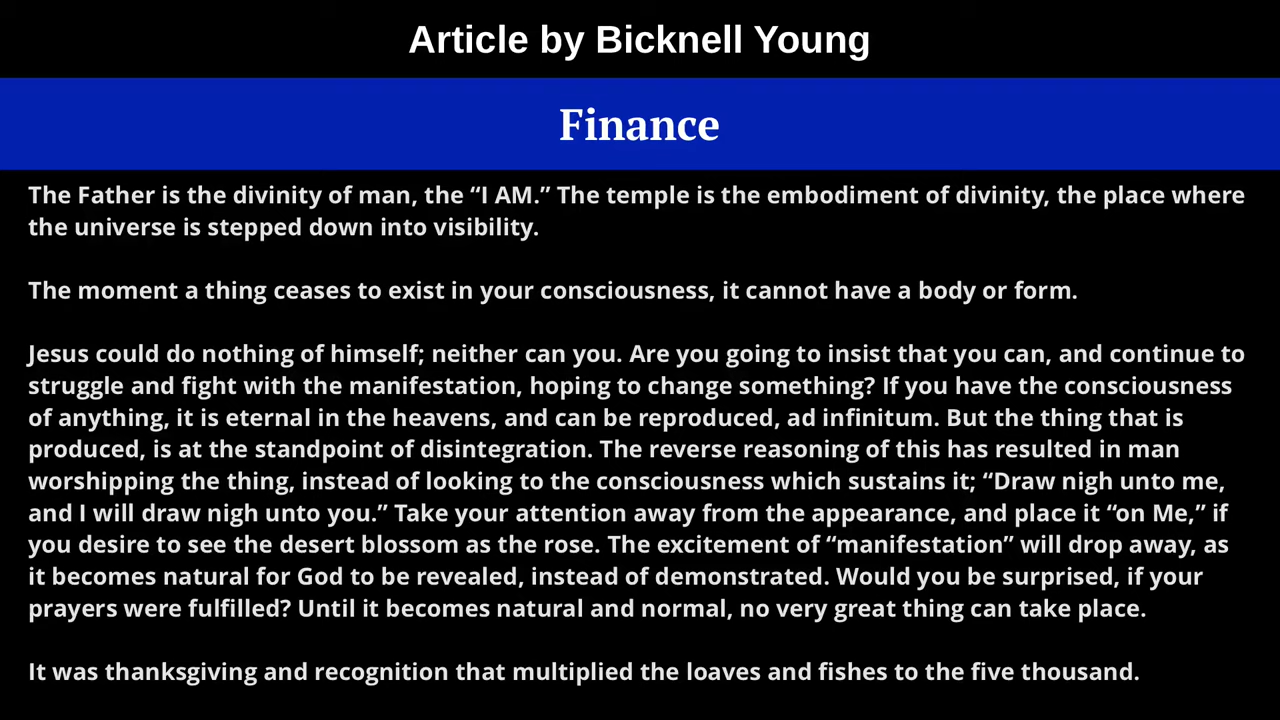 Article by Bicknell Young
Finance
The Father is the divinity of man, the “I AM.” The temple is the embodiment of divinity, the place where
the universe is stepped down into visibility.
The moment a thing ceases to exist in your consciousness, it cannot have a body or form.
Jesus could do nothing of himself; neither can you. Are you going to insist that you can, and continue to
struggle and fight with the manifestation, hoping to change something? If you have the consciousness
of anything, it is eternal in the heavens, and can be reproduced, ad infinitum. But the thing that is
produced, is at the standpoint of disintegration. The reverse reasoning of this has resulted in man
worshipping the thing, instead of looking to the consciousness which sustains it; “Draw nigh unto me,
and I will draw nigh unto you.” Take your attention away from the appearance, and place it “on Me,” if
you desire to see the desert blossom as the rose. The excitement of “manifestation” will drop away, as
it becomes natural for God to be revealed, instead of demonstrated. Would you be surprised, if your
prayers were fulfilled? Until it becomes natural and normal, no very great thing can take place.
It was thanksgiving and recognition that multiplied the loaves and fishes to the five thousand.